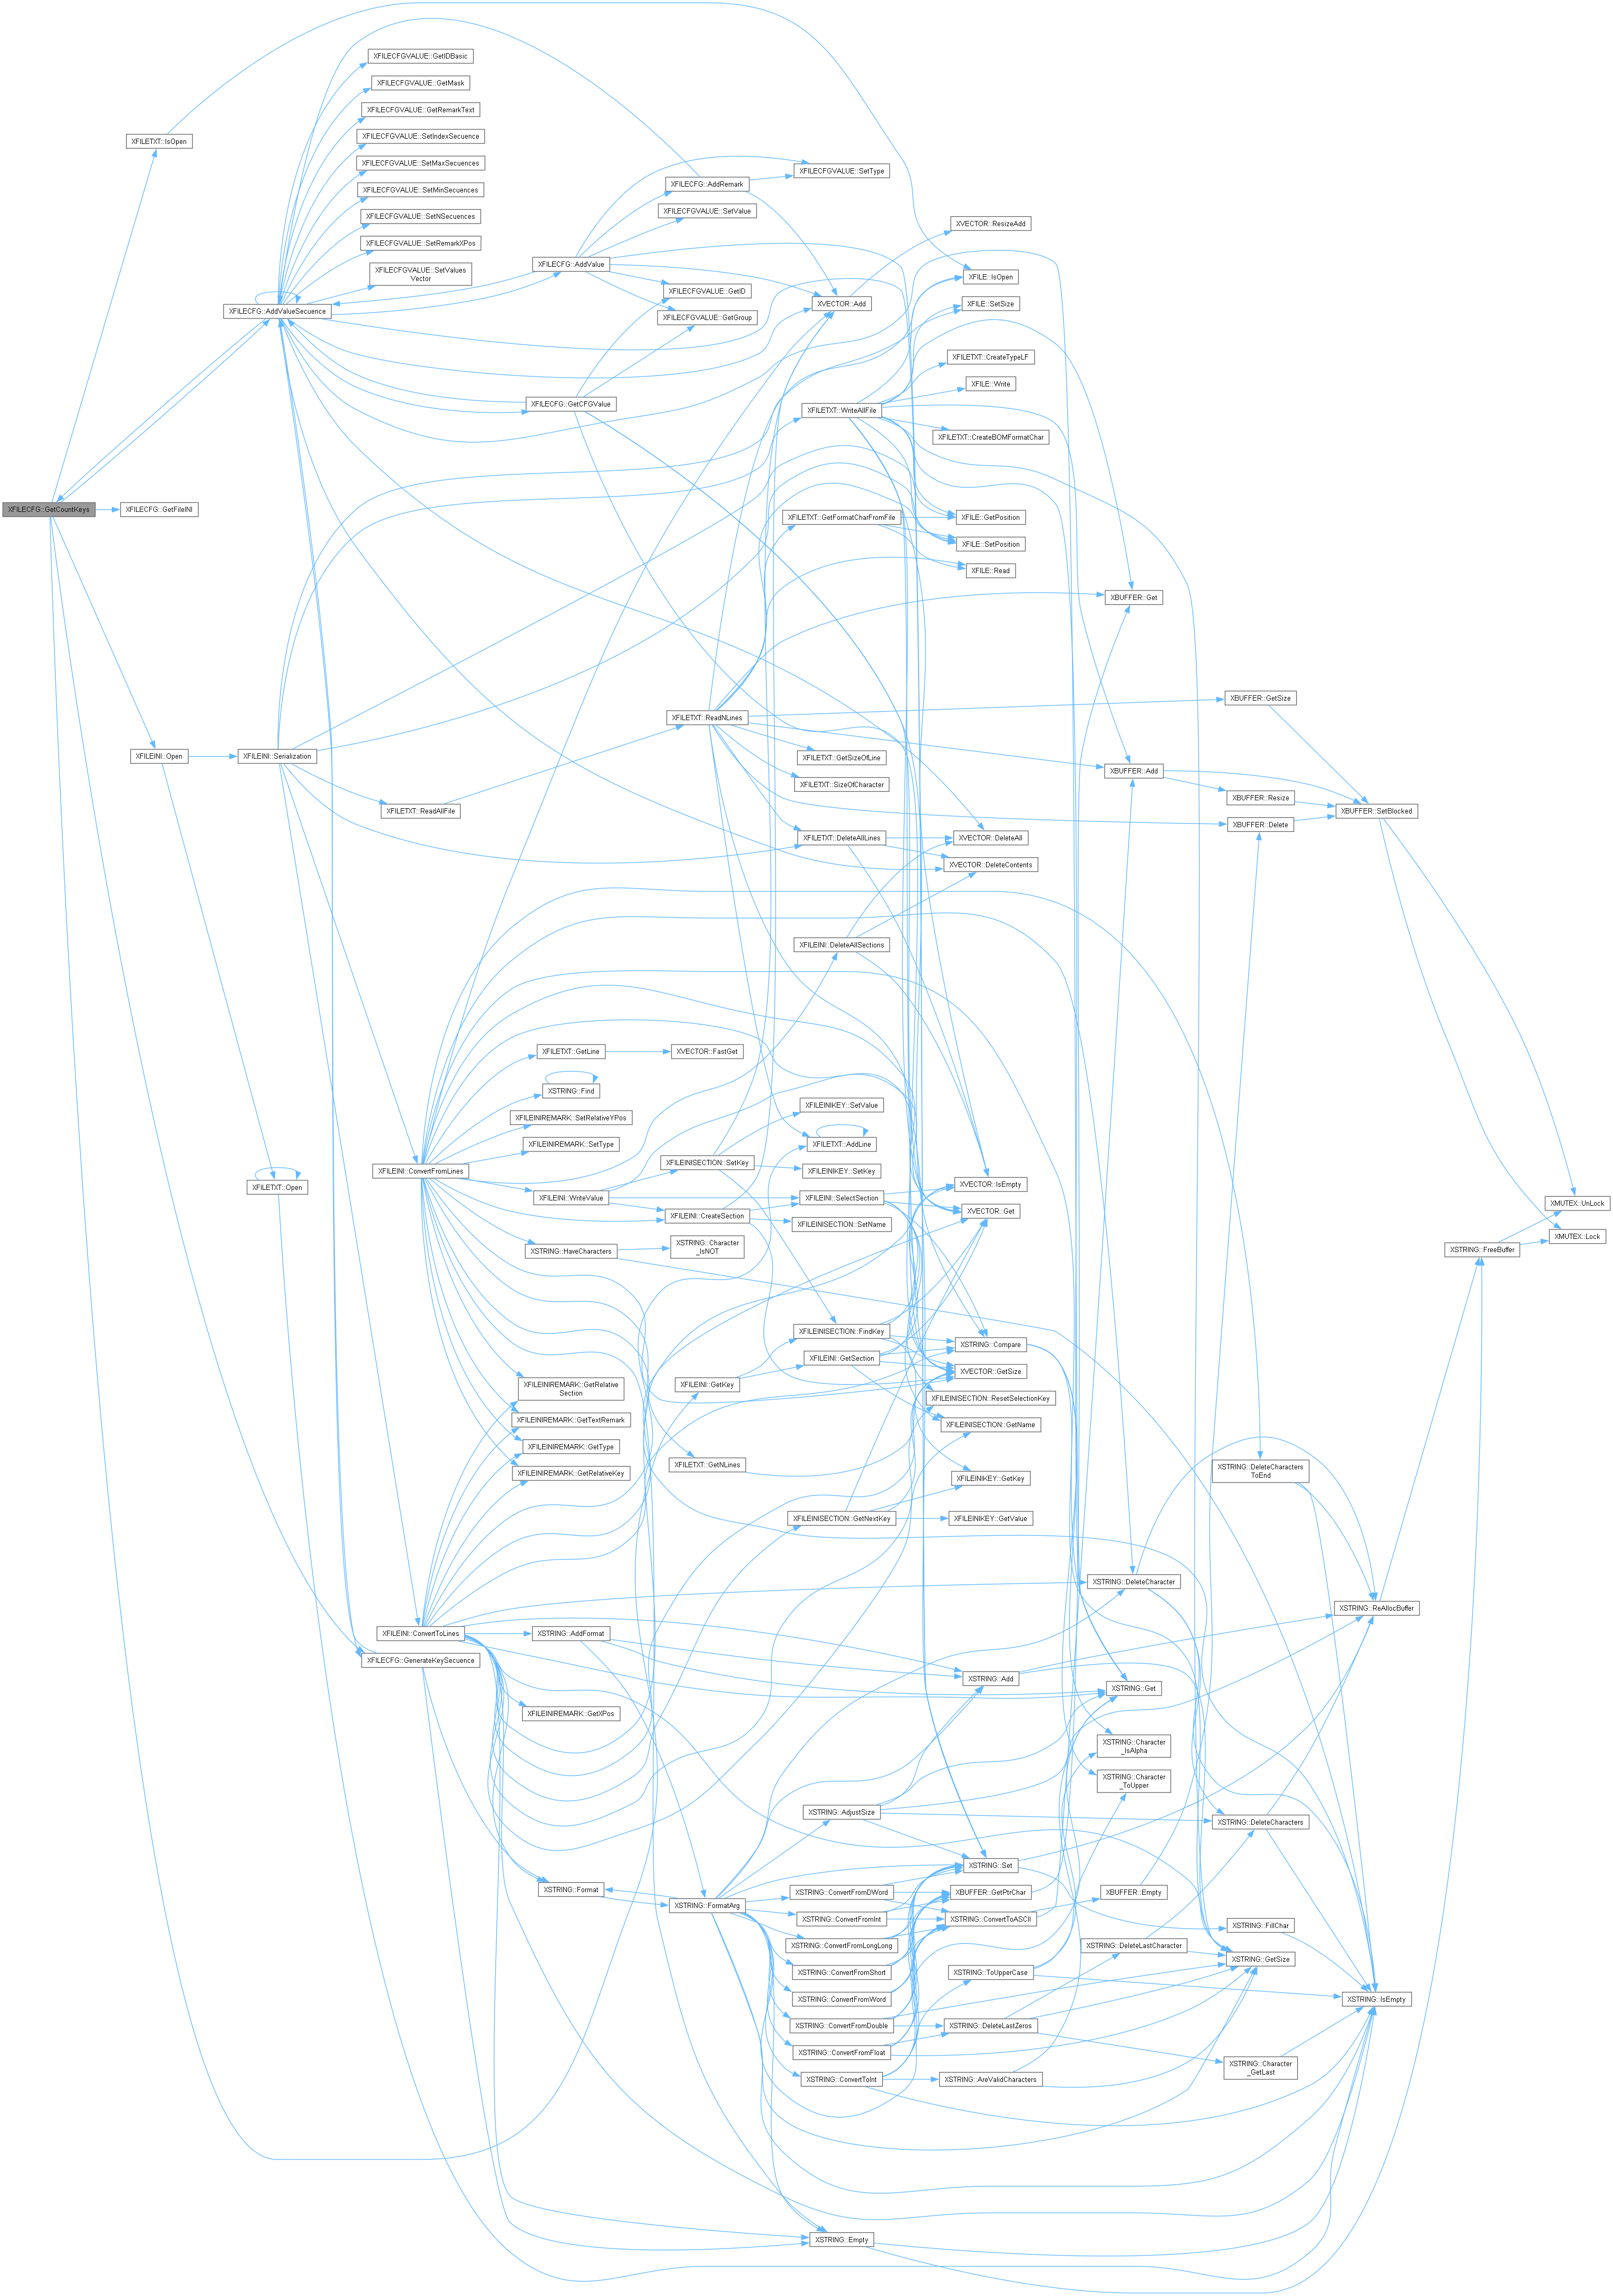 XFILECFGVALUE::GetIDBasic
XFILECFGVALUE::GetMask
XFILECFGVALUE::GetRemarkText
XFILETXT::IsOpen
XFILECFGVALUE::SetIndexSecuence
XFILECFGVALUE::SetMaxSecuences
XFILECFG::AddRemark
XFILECFGVALUE::SetType
XFILECFGVALUE::SetMinSecuences
XFILECFGVALUE::SetValue
XFILECFGVALUE::SetNSecuences
XVECTOR::ResizeAdd
XFILECFGVALUE::SetRemarkXPos
XFILECFG::AddValue
XFILECFGVALUE::SetValues
Vector
XFILE::IsOpen
XFILECFGVALUE::GetID
XFILECFG::AddValueSecuence
XVECTOR::Add
XFILE::SetSize
XFILECFGVALUE::GetGroup
XFILETXT::CreateTypeLF
XFILE::Write
XFILECFG::GetCFGValue
XFILETXT::WriteAllFile
XFILETXT::CreateBOMFormatChar
XFILECFG::GetCountKeys
XFILECFG::GetFileINI
XFILETXT::GetFormatCharFromFile
XFILE::GetPosition
XFILE::SetPosition
XFILE::Read
XBUFFER::Get
XBUFFER::GetSize
XFILETXT::ReadNLines
XFILEINI::Open
XFILEINI::Serialization
XFILETXT::GetSizeOfLine
XBUFFER::Add
XFILETXT::SizeOfCharacter
XBUFFER::Resize
XFILETXT::ReadAllFile
XBUFFER::SetBlocked
XBUFFER::Delete
XFILETXT::DeleteAllLines
XVECTOR::DeleteAll
XVECTOR::DeleteContents
XFILEINI::DeleteAllSections
XFILETXT::GetLine
XVECTOR::FastGet
XSTRING::Find
XFILEINIKEY::SetValue
XFILEINIREMARK::SetRelativeYPos
XFILEINIREMARK::SetType
XFILETXT::AddLine
XFILEINISECTION::SetKey
XFILEINI::ConvertFromLines
XFILEINIKEY::SetKey
XFILETXT::Open
XVECTOR::IsEmpty
XFILEINI::WriteValue
XFILEINI::SelectSection
XMUTEX::UnLock
XVECTOR::Get
XFILEINI::CreateSection
XFILEINISECTION::SetName
XMUTEX::Lock
XSTRING::HaveCharacters
XSTRING::Character
_IsNOT
XSTRING::FreeBuffer
XFILEINISECTION::FindKey
XSTRING::Compare
XFILEINI::GetSection
XVECTOR::GetSize
XFILEINI::GetKey
XFILEINIREMARK::GetRelative
Section
XFILEINISECTION::ResetSelectionKey
XFILEINIREMARK::GetTextRemark
XFILEINISECTION::GetName
XFILEINIREMARK::GetType
XFILETXT::GetNLines
XSTRING::DeleteCharacters
ToEnd
XFILEINIREMARK::GetRelativeKey
XFILEINIKEY::GetKey
XFILEINISECTION::GetNextKey
XFILEINIKEY::GetValue
XSTRING::DeleteCharacter
XSTRING::ReAllocBuffer
XFILEINI::ConvertToLines
XSTRING::AddFormat
XFILECFG::GenerateKeySecuence
XSTRING::Add
XSTRING::Get
XFILEINIREMARK::GetXPos
XSTRING::Character
_IsAlpha
XSTRING::Character
_ToUpper
XSTRING::AdjustSize
XSTRING::DeleteCharacters
XSTRING::Set
XSTRING::Format
XSTRING::ConvertFromDWord
XBUFFER::GetPtrChar
XBUFFER::Empty
XSTRING::FormatArg
XSTRING::ConvertFromInt
XSTRING::ConvertToASCII
XSTRING::FillChar
XSTRING::ConvertFromLongLong
XSTRING::DeleteLastCharacter
XSTRING::GetSize
XSTRING::ConvertFromShort
XSTRING::ToUpperCase
XSTRING::ConvertFromWord
XSTRING::IsEmpty
XSTRING::ConvertFromDouble
XSTRING::DeleteLastZeros
XSTRING::ConvertFromFloat
XSTRING::Character
_GetLast
XSTRING::ConvertToInt
XSTRING::AreValidCharacters
XSTRING::Empty